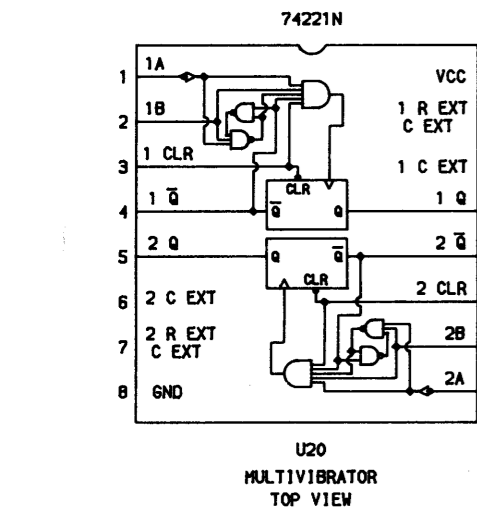 74221N
1 1A VCC
2 1B 1 R EXT
C EXT
3 1 CLR 1 C EXT
CLR
4 1 Q̅ Q̅ Q 1 Q
5 2 Q Q Q̅ 2 Q̅
CLR
6 2 C EXT 2 CLR
7 2 R EXT 2B
C EXT
8 GND 2A
U20
MULTIVIBRATOR
TOP VIEW